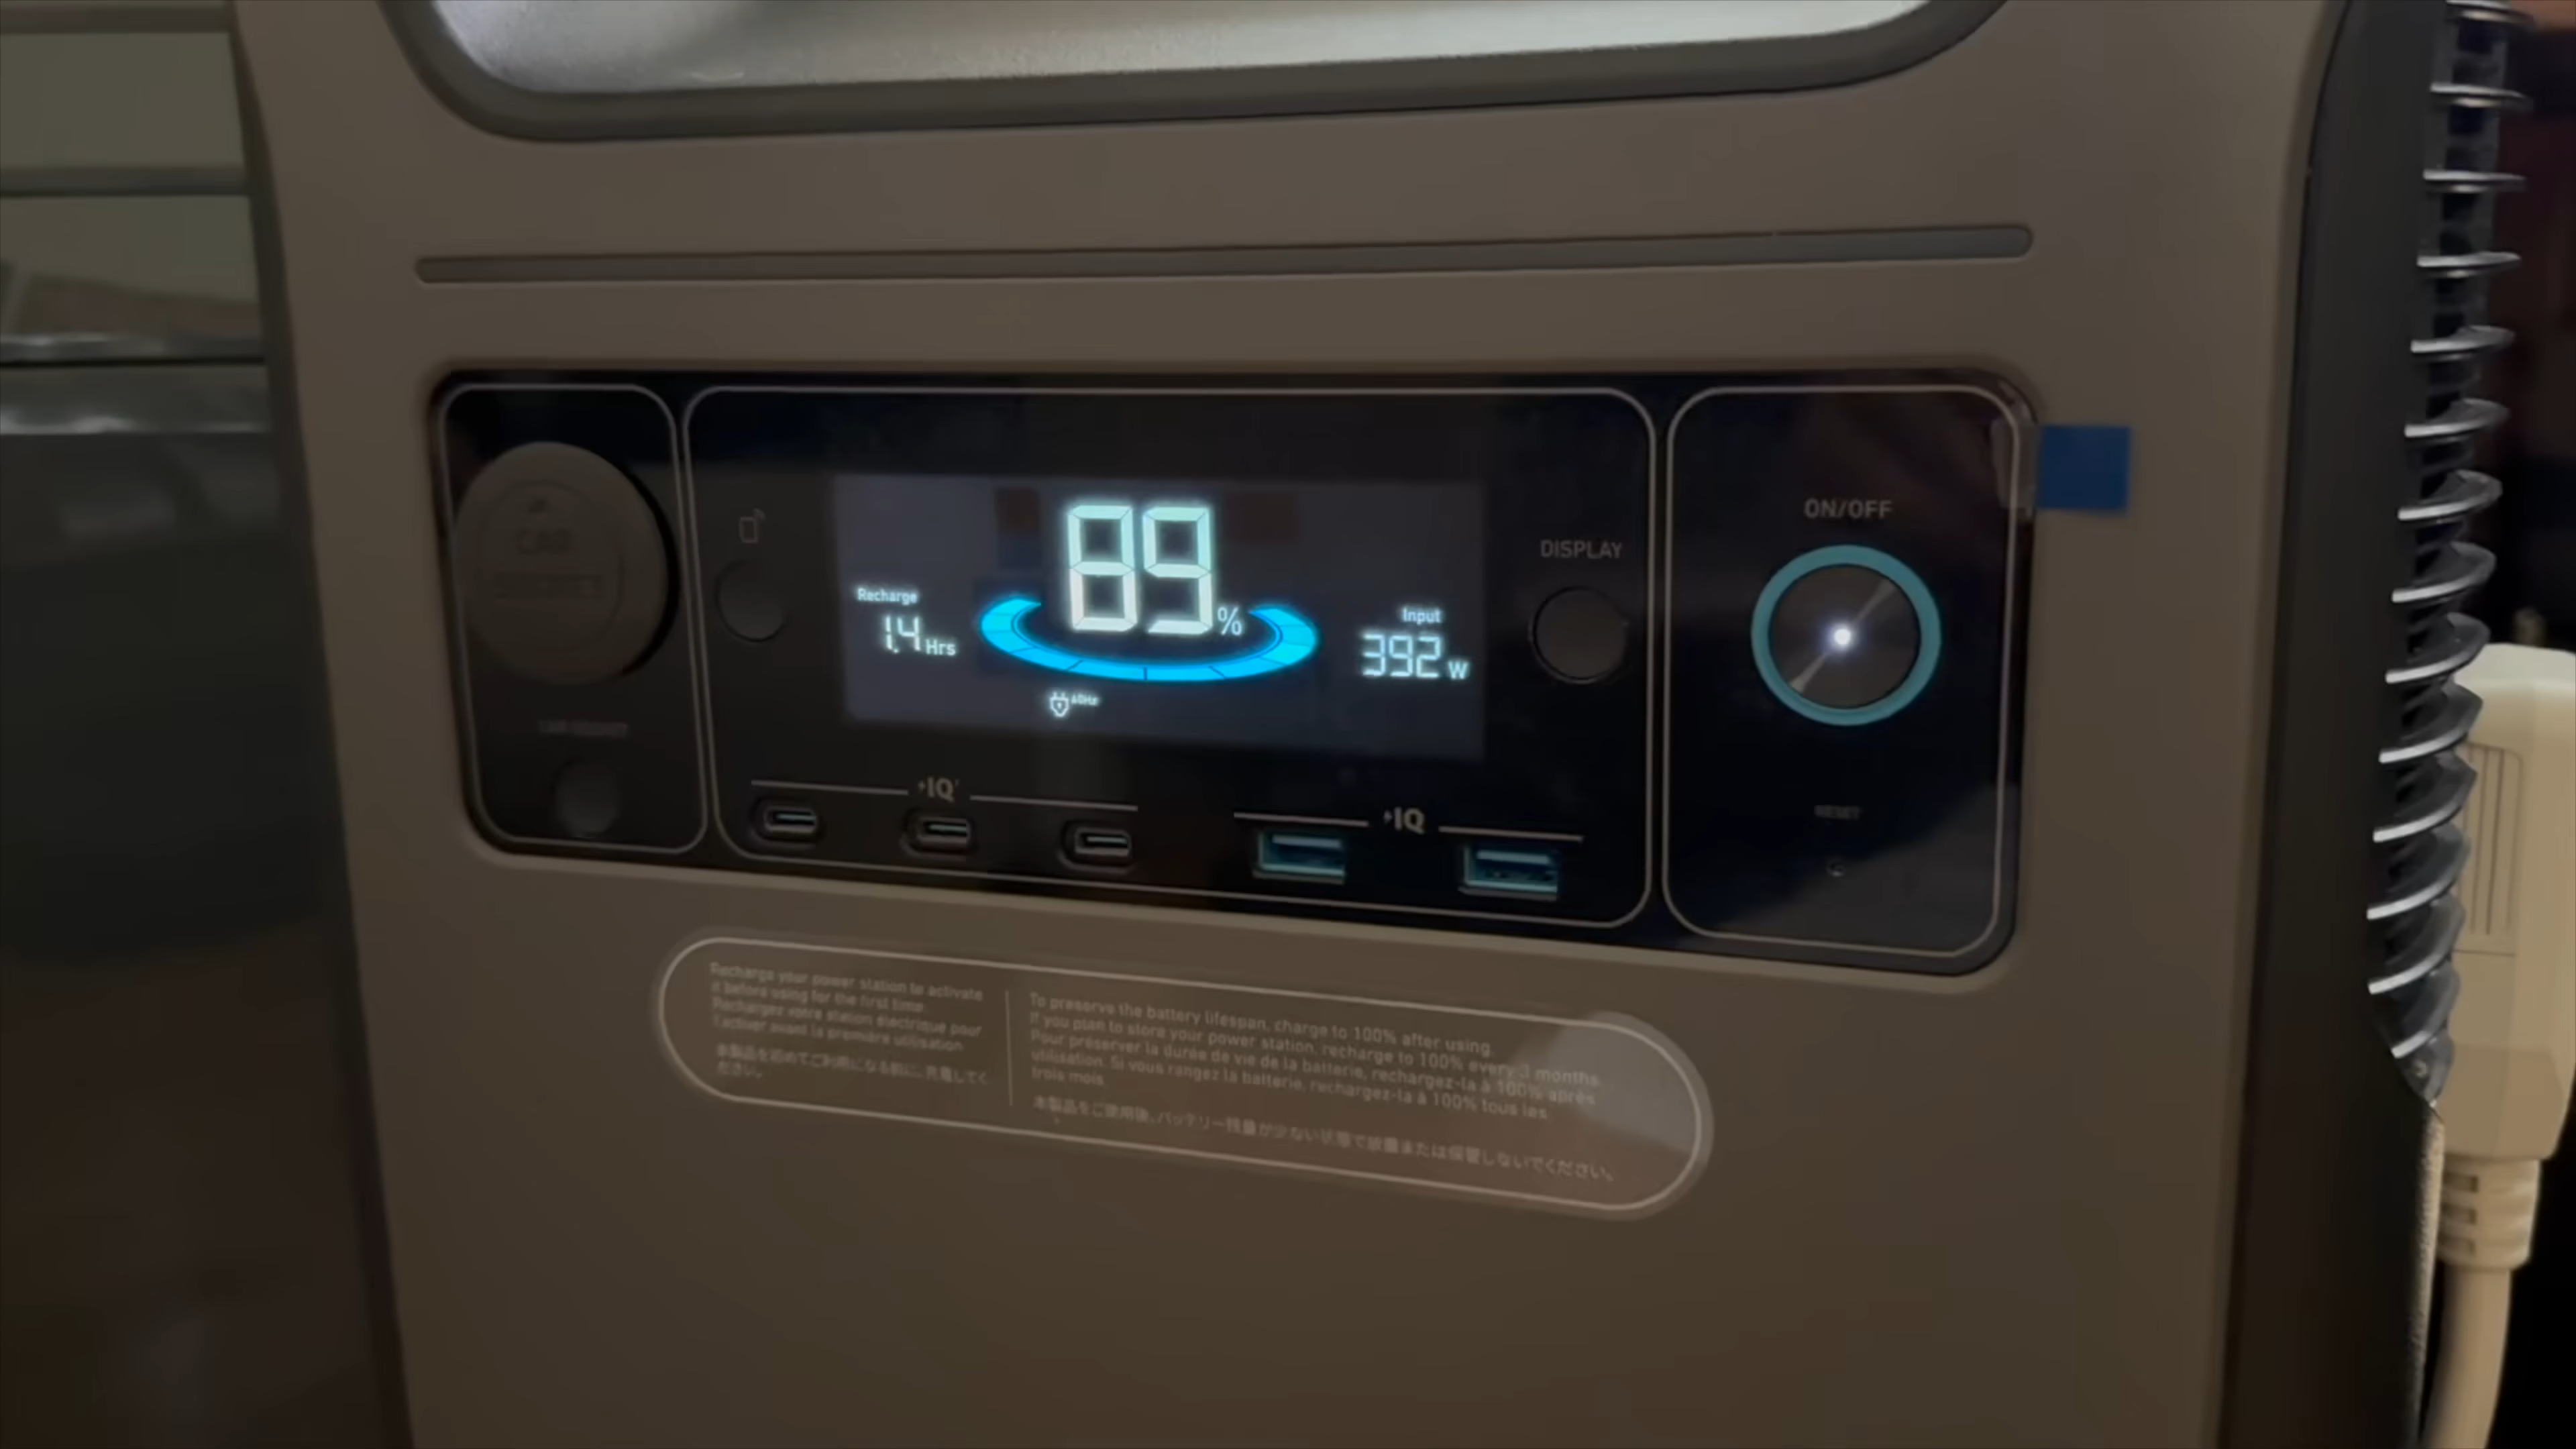 ON/OFF
DISPLAY
89%
Recharge
1.4 Hrs
Input
392 W
60Hz
CAR
CAR SOCKET
RESET
IQ
IQ
Recharge your power station to activate
it before using for the first time.
Rechargez votre station électrique pour
l'activer avant la première utilisation
本製品を初めてご利用になる前に、充電してく
ださい。
To preserve the battery lifespan, charge to 100% after using.
If you plan to store your power station, recharge to 100% every 3 months.
Pour préserver la durée de vie de la batterie, rechargez-la à 100% après
utilisation. Si vous rangez la batterie, rechargez-la à 100% tous les
trois mois.
本製品をご使用後、バッテリー残量が少ない状態で放置または保管しないでください。